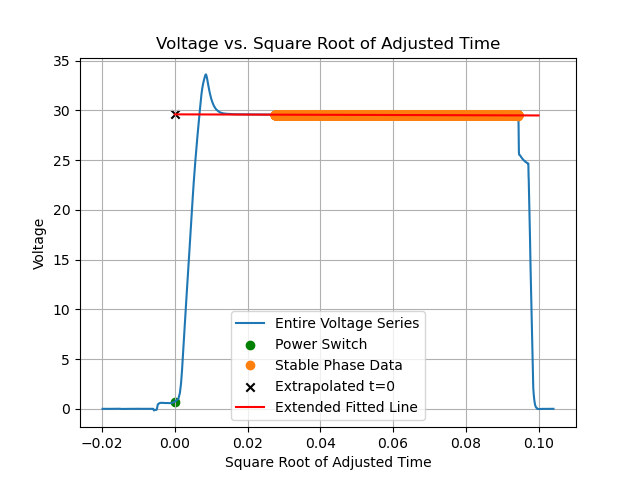 Voltage vs. Square Root of Adjusted Time
35
30
25
20
15
10
5
0
Voltage
Entire Voltage Series
Power Switch
Stable Phase Data
Extrapolated t=0
Extended Fitted Line
−0.02 0.00 0.02 0.04 0.06 0.08 0.10
Square Root of Adjusted Time